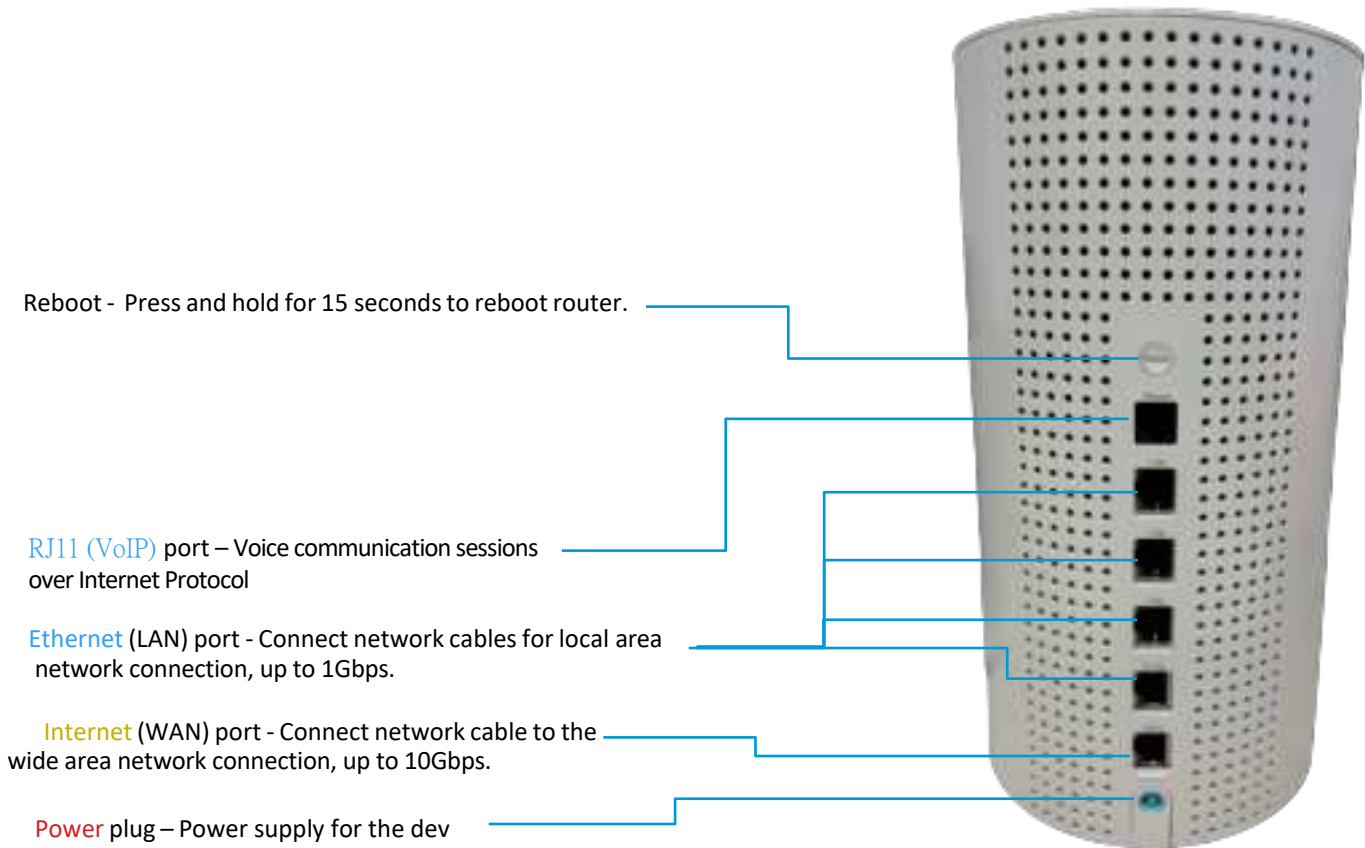 Reboot - Press and hold for 15 seconds to reboot router.
RJ11 (VoIP) port – Voice communication sessions
over Internet Protocol
Ethernet (LAN) port - Connect network cables for local area
network connection, up to 1Gbps.
Internet (WAN) port - Connect network cable to the
wide area network connection, up to 10Gbps.
Power plug – Power supply for the dev